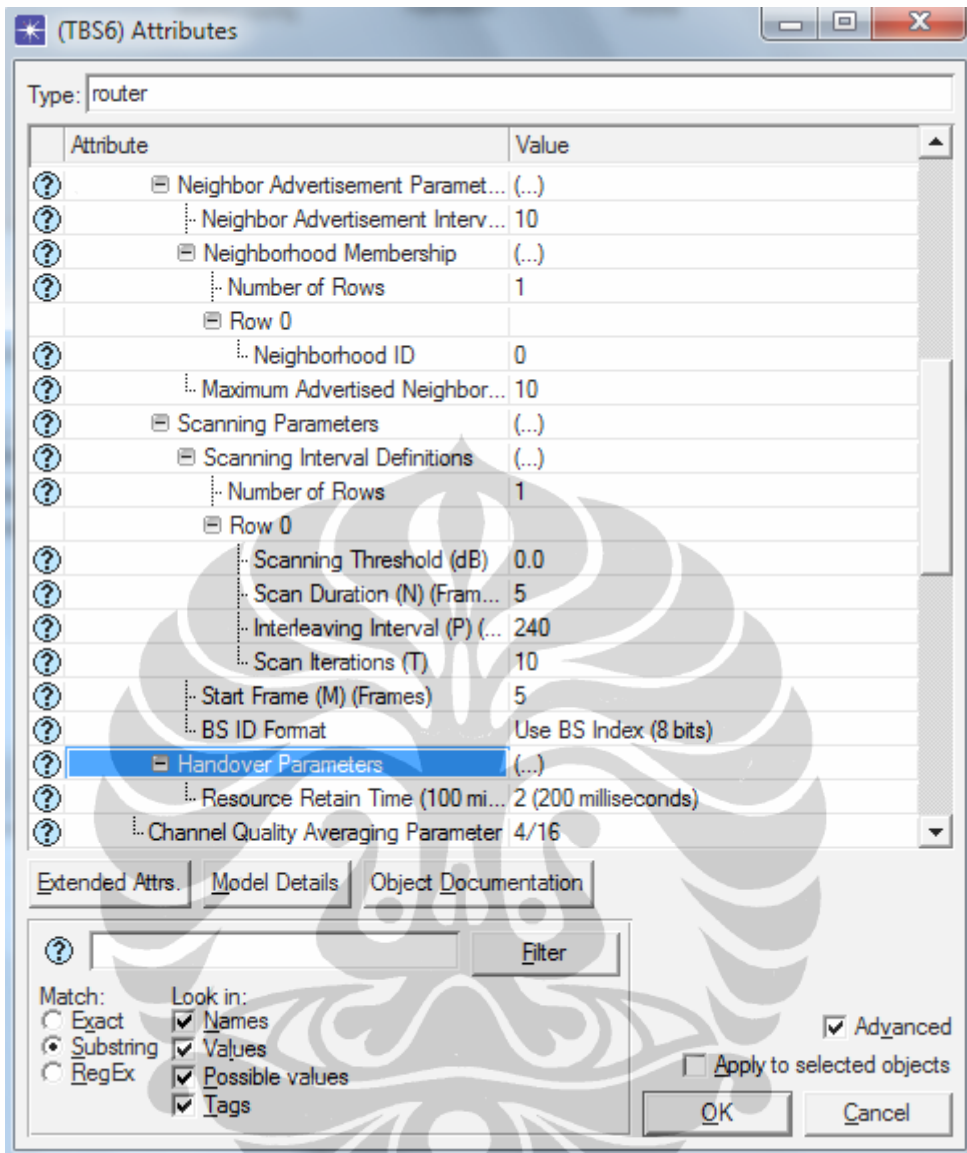 (TBS6) Attributes
Type: router
Attribute Value
Neighbor Advertisement Paramet... (...)
Neighbor Advertisement Interv... 10
Neighborhood Membership (...)
Number of Rows 1
Row 0
Neighborhood ID 0
Maximum Advertised Neighbor... 10
Scanning Parameters (...)
Scanning Interval Definitions (...)
Number of Rows 1
Row 0
Scanning Threshold (dB) 0.0
Scan Duration (N) (Fram... 5
Interleaving Interval (P) (... 240
Scan Iterations (T) 10
Start Frame (M) (Frames) 5
BS ID Format Use BS Index (8 bits)
Handover Parameters (...)
Resource Retain Time (100 mi... 2 (200 milliseconds)
Channel Quality Averaging Parameter 4/16
Extended Attrs. Model Details Object Documentation
Filter
Match: Look in:
Exact Names
Substring Values
RegEx Possible values
Tags
Advanced
Apply to selected objects
OK Cancel